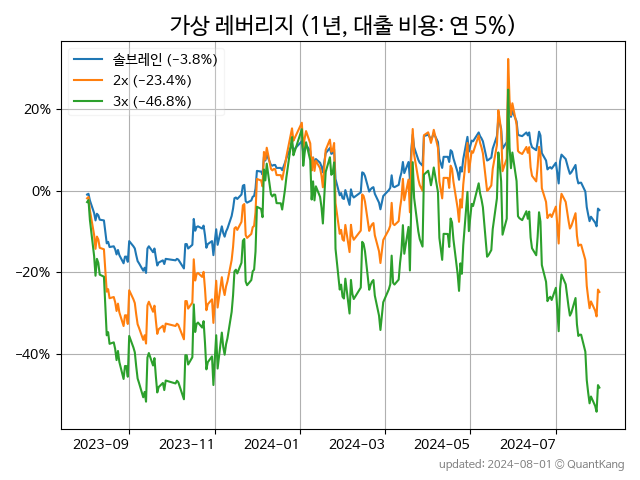 가상 레버리지 (1년, 대출 비용: 연 5%)
솔브레인 (−3.8%)
2x (−23.4%)
3x (−46.8%)
20%
0%
−20%
−40%
2023-09
2023-11
2024-01
2024-03
2024-05
2024-07
updated: 2024-08-01 © QuantKang